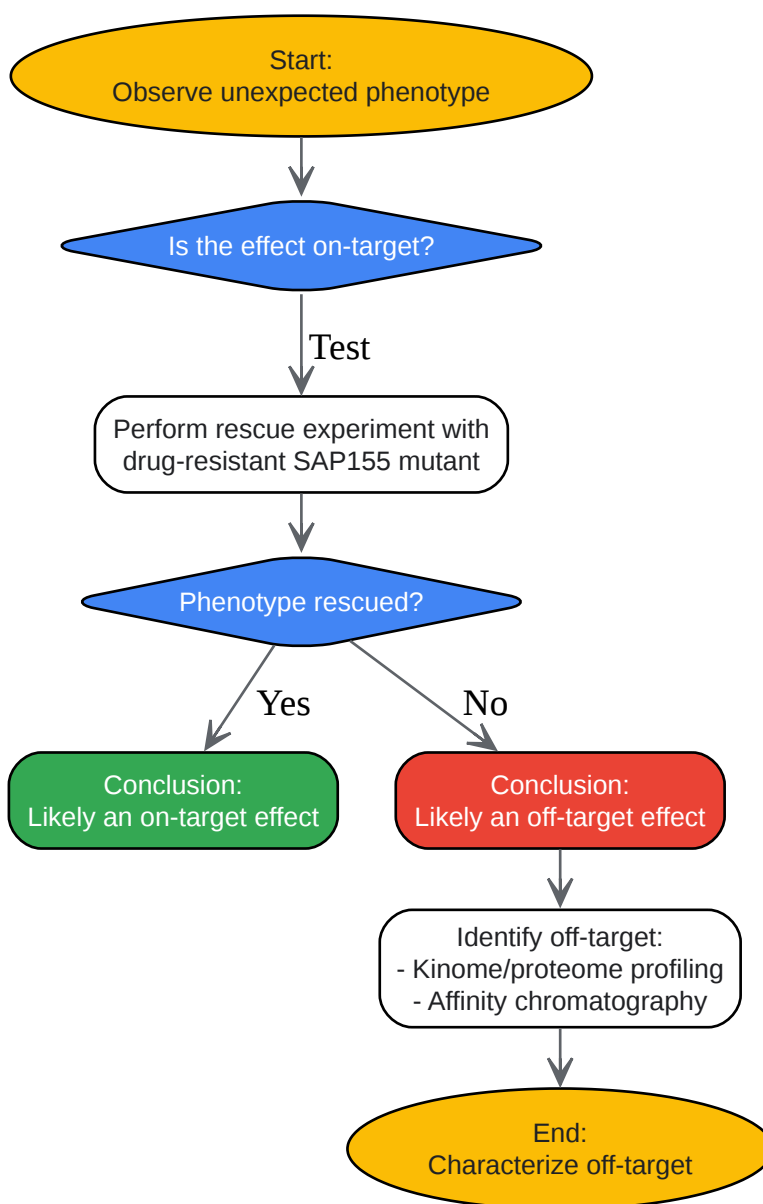 Start:
Observe unexpected phenotype
Is the effect on-target?
Test
Perform rescue experiment with
drug-resistant SAP155 mutant
Phenotype rescued?
Yes
No
Conclusion:
Likely an on-target effect
Conclusion:
Likely an off-target effect
Identify off-target:
- Kinome/proteome profiling
- Affinity chromatography
End:
Characterize off-target